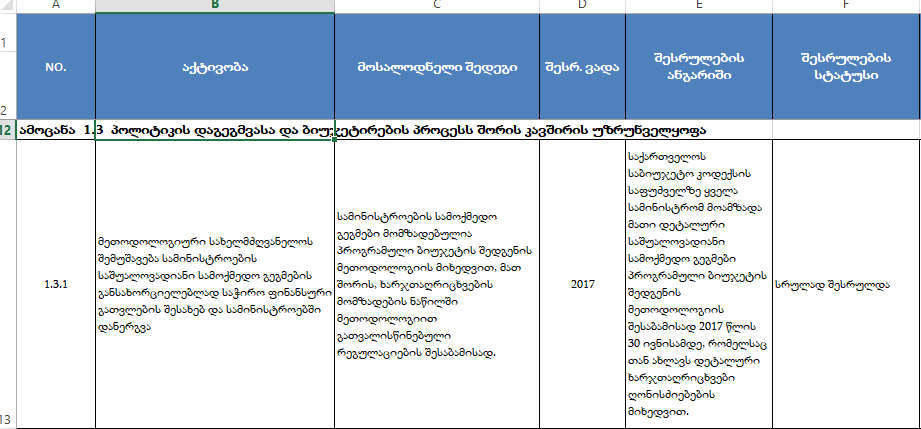 A B C D E F
1
NO. აქტივობა მოსალოდნელი შედეგი შესრ. ვადა შესრულების ანგარიში შესრულების სტატუსი
2
12 ამოცანა 1.3 პოლიტიკის დაგეგმვასა და ბიუჯეტირების პროცესს შორის კავშირის უზრუნველყოფა
1.3.1
მეთოდოლოგიური სახელმძღვანელოს
შემუშავება სამინისტროების
საშუალოვადიანი სამოქმედო გეგმების
განსახორციელებლად საჭირო ფინანსური
გათვლების შესახებ და სამინისტროებში
დანერგვა
სამინისტროების სამოქმედო
გეგმები მომზადებულია
პროგრამული ბიუჯეტის შედგენის
მეთოდოლოგიის მიხედვით, მათ
შორის, ხარჯთაღრიცხვების
მომზადების ნაწილში
მეთოდოლოგიით
გათვალისწინებული
რეგულაციების შესაბამისად.
2017
საქართველოს
საბიუჯეტო კოდექსის
საფუძველზე ყველა
სამინისტრომ მოამზადა
მათი დეტალური
საშუალოვადიანი
სამოქმედო გეგმები
პროგრამული ბიუჯეტის
შედგენის
მეთოდოლოგიის
შესაბამისად 2017 წლის
30 ივნისამდე, რომელსაც
თან ახლავს დეტალური
ხარჯთაღრიცხვები
ღონისძიებების
მიხედვით.
სრულად შესრულდა
13